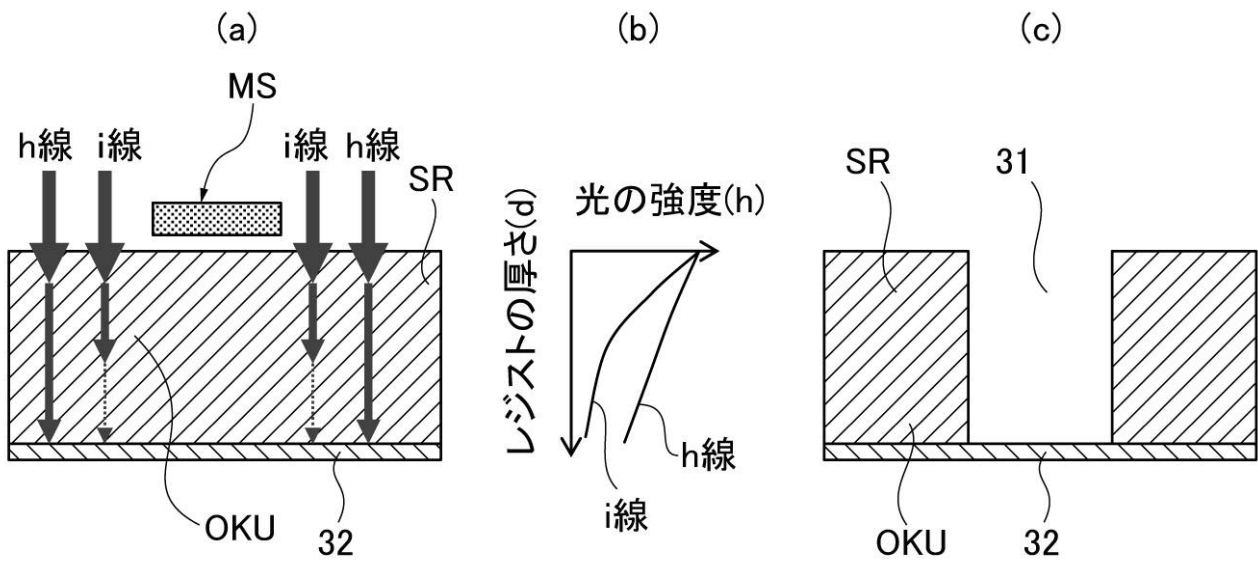 (a)
MS
h線 i線 i線 h線
SR
OKU
32
(b)
光の強度(h)
レジストの厚さ(d)
h線
i線
(c)
SR
31
OKU
32